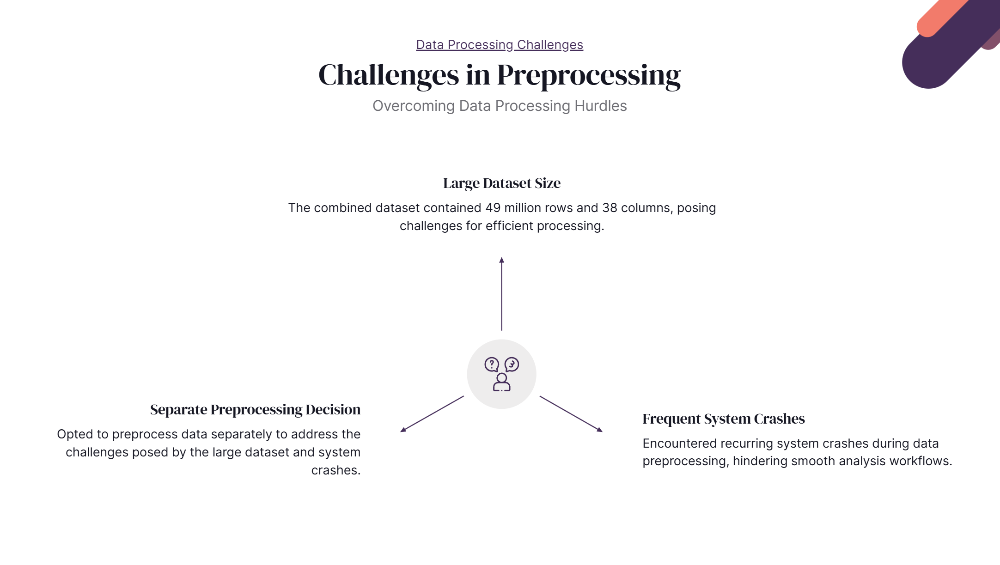 Data Processing Challenges
Challenges in Preprocessing
Overcoming Data Processing Hurdles
Large Dataset Size
The combined dataset contained 49 million rows and 38 columns, posing
challenges for efficient processing.
?
Separate Preprocessing Decision
Opted to preprocess data separately to address the
challenges posed by the large dataset and system
crashes.
Frequent System Crashes
Encountered recurring system crashes during data
preprocessing, hindering smooth analysis workflows.